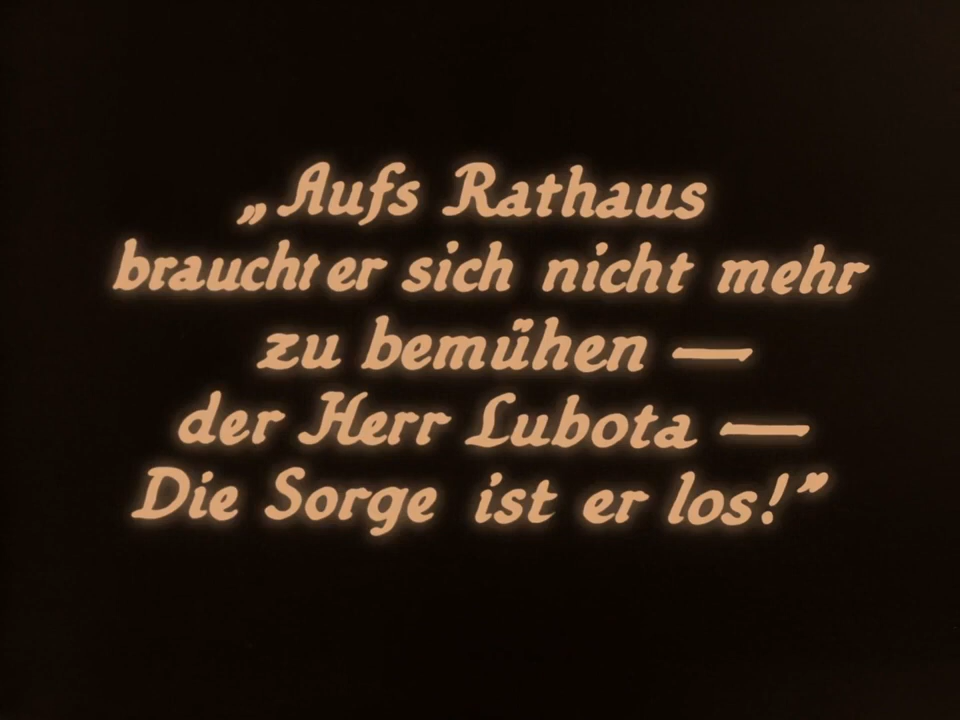 „Aufs Rathaus
braucht er sich nicht mehr
zu bemühen —
der Herr Lubota —
Die Sorge ist er los!”